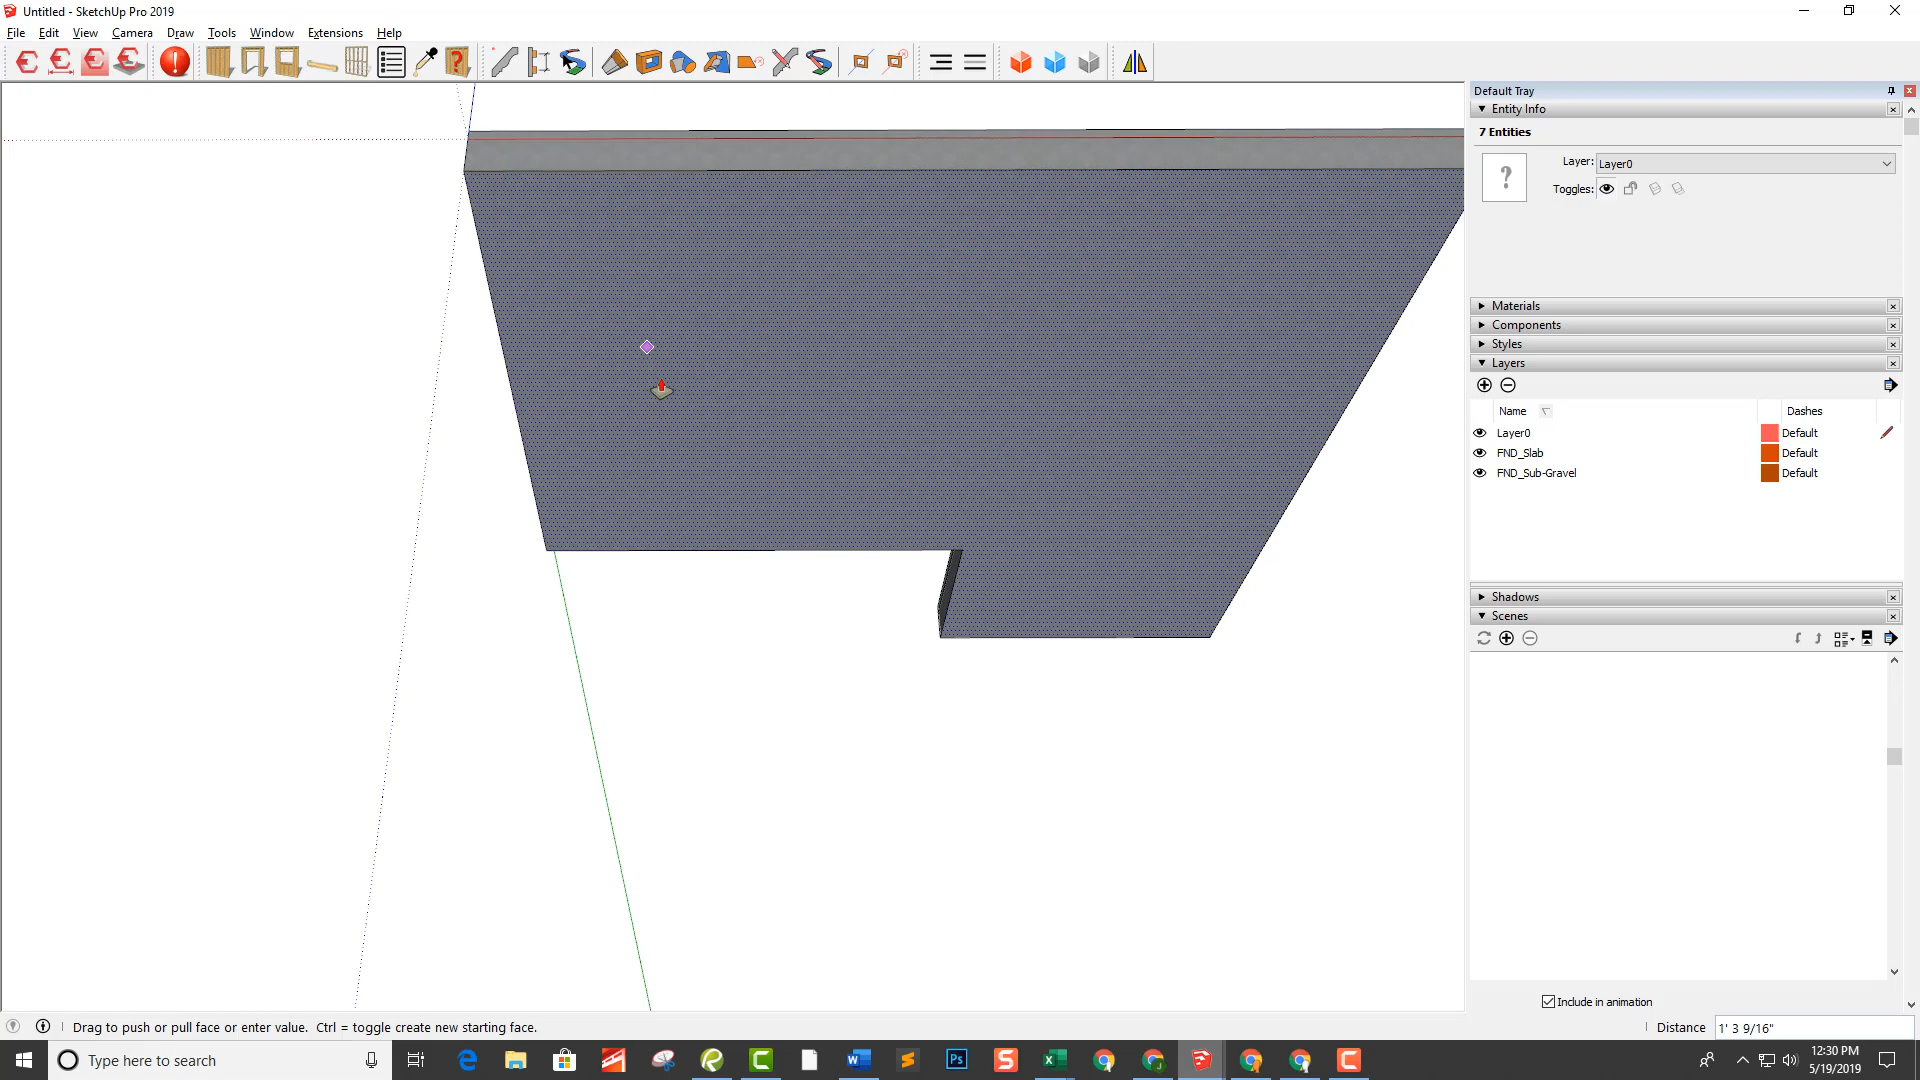 Untitled - SketchUp Pro 2019
File Edit View Camera Draw Tools Window Extensions Help
Default Tray
Entity Info
7 Entities
?
Layer: Layer0
Toggles:
Materials
Components
Styles
Layers
Name Dashes
Layer0 Default
FND_Slab Default
FND_Sub-Gravel Default
Shadows
Scenes
Include in animation
Drag to push or pull face or enter value. Ctrl = toggle create new starting face.
Distance 1' 3 9/16"
Type here to search
12:30 PM
5/19/2019